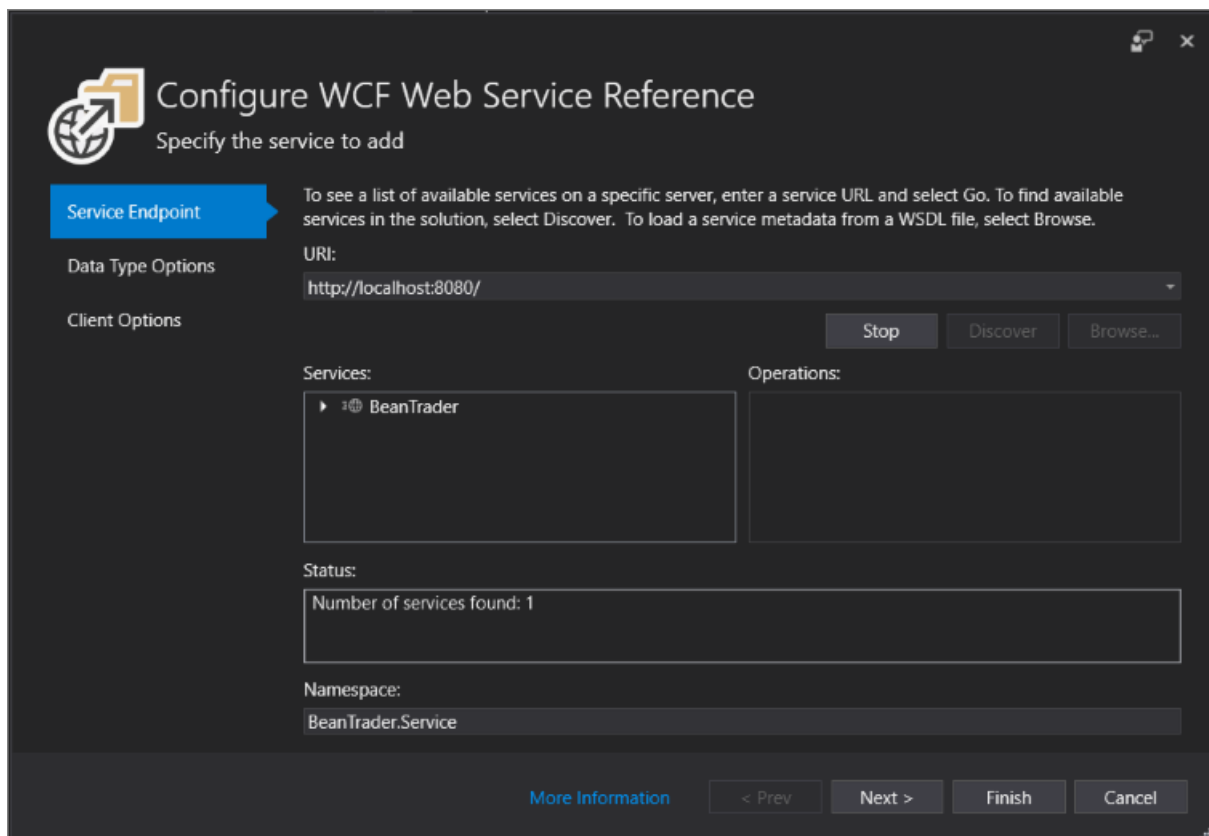 Configure WCF Web Service Reference
Specify the service to add
Service Endpoint
Data Type Options
Client Options
To see a list of available services on a specific server, enter a service URL and select Go. To find available
services in the solution, select Discover.  To load a service metadata from a WSDL file, select Browse.
URI:
http://localhost:8080/
Stop
Discover
Browse...
Services:
Operations:
BeanTrader
Status:
Number of services found: 1
Namespace:
BeanTrader.Service
More Information
< Prev
Next >
Finish
Cancel